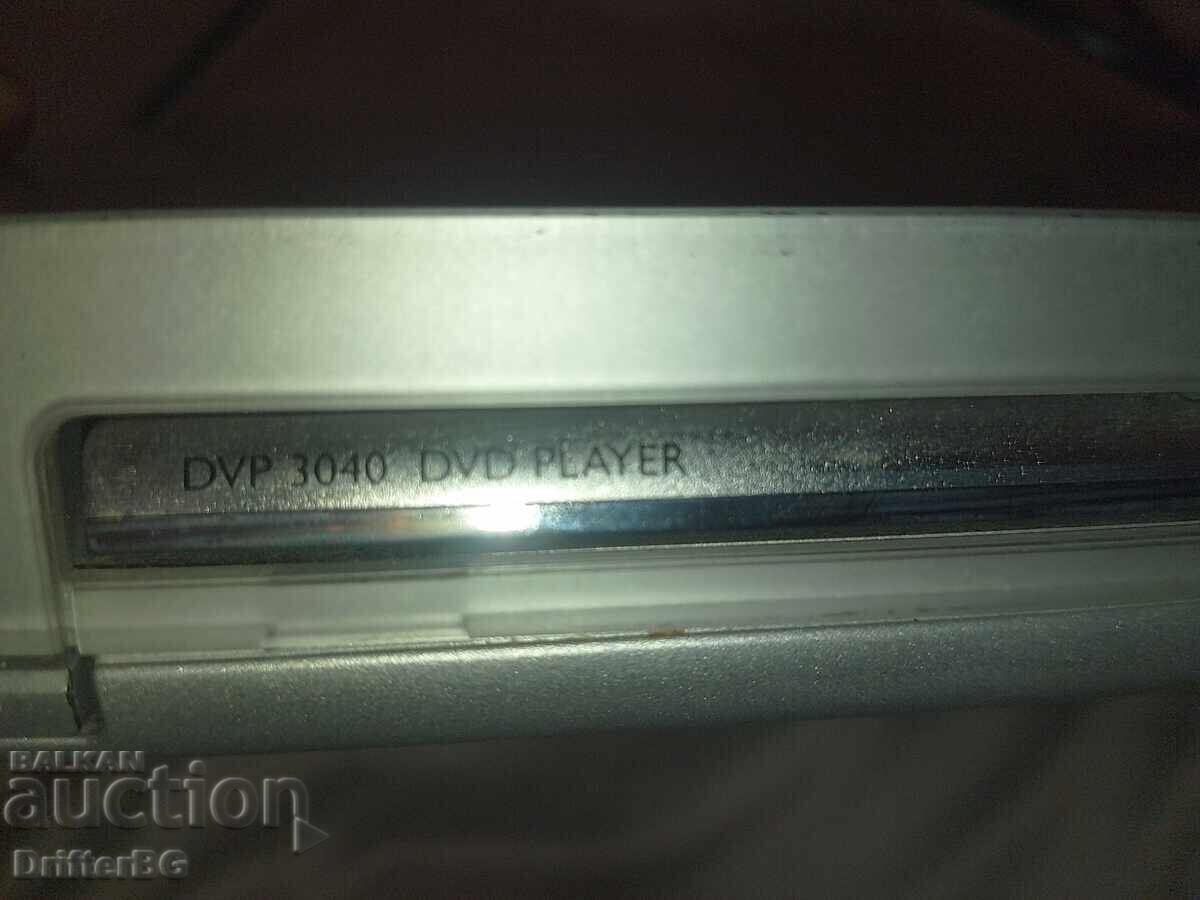 DVP 3040 DVD PLAYER
BALKAN
auction
DrifterBG